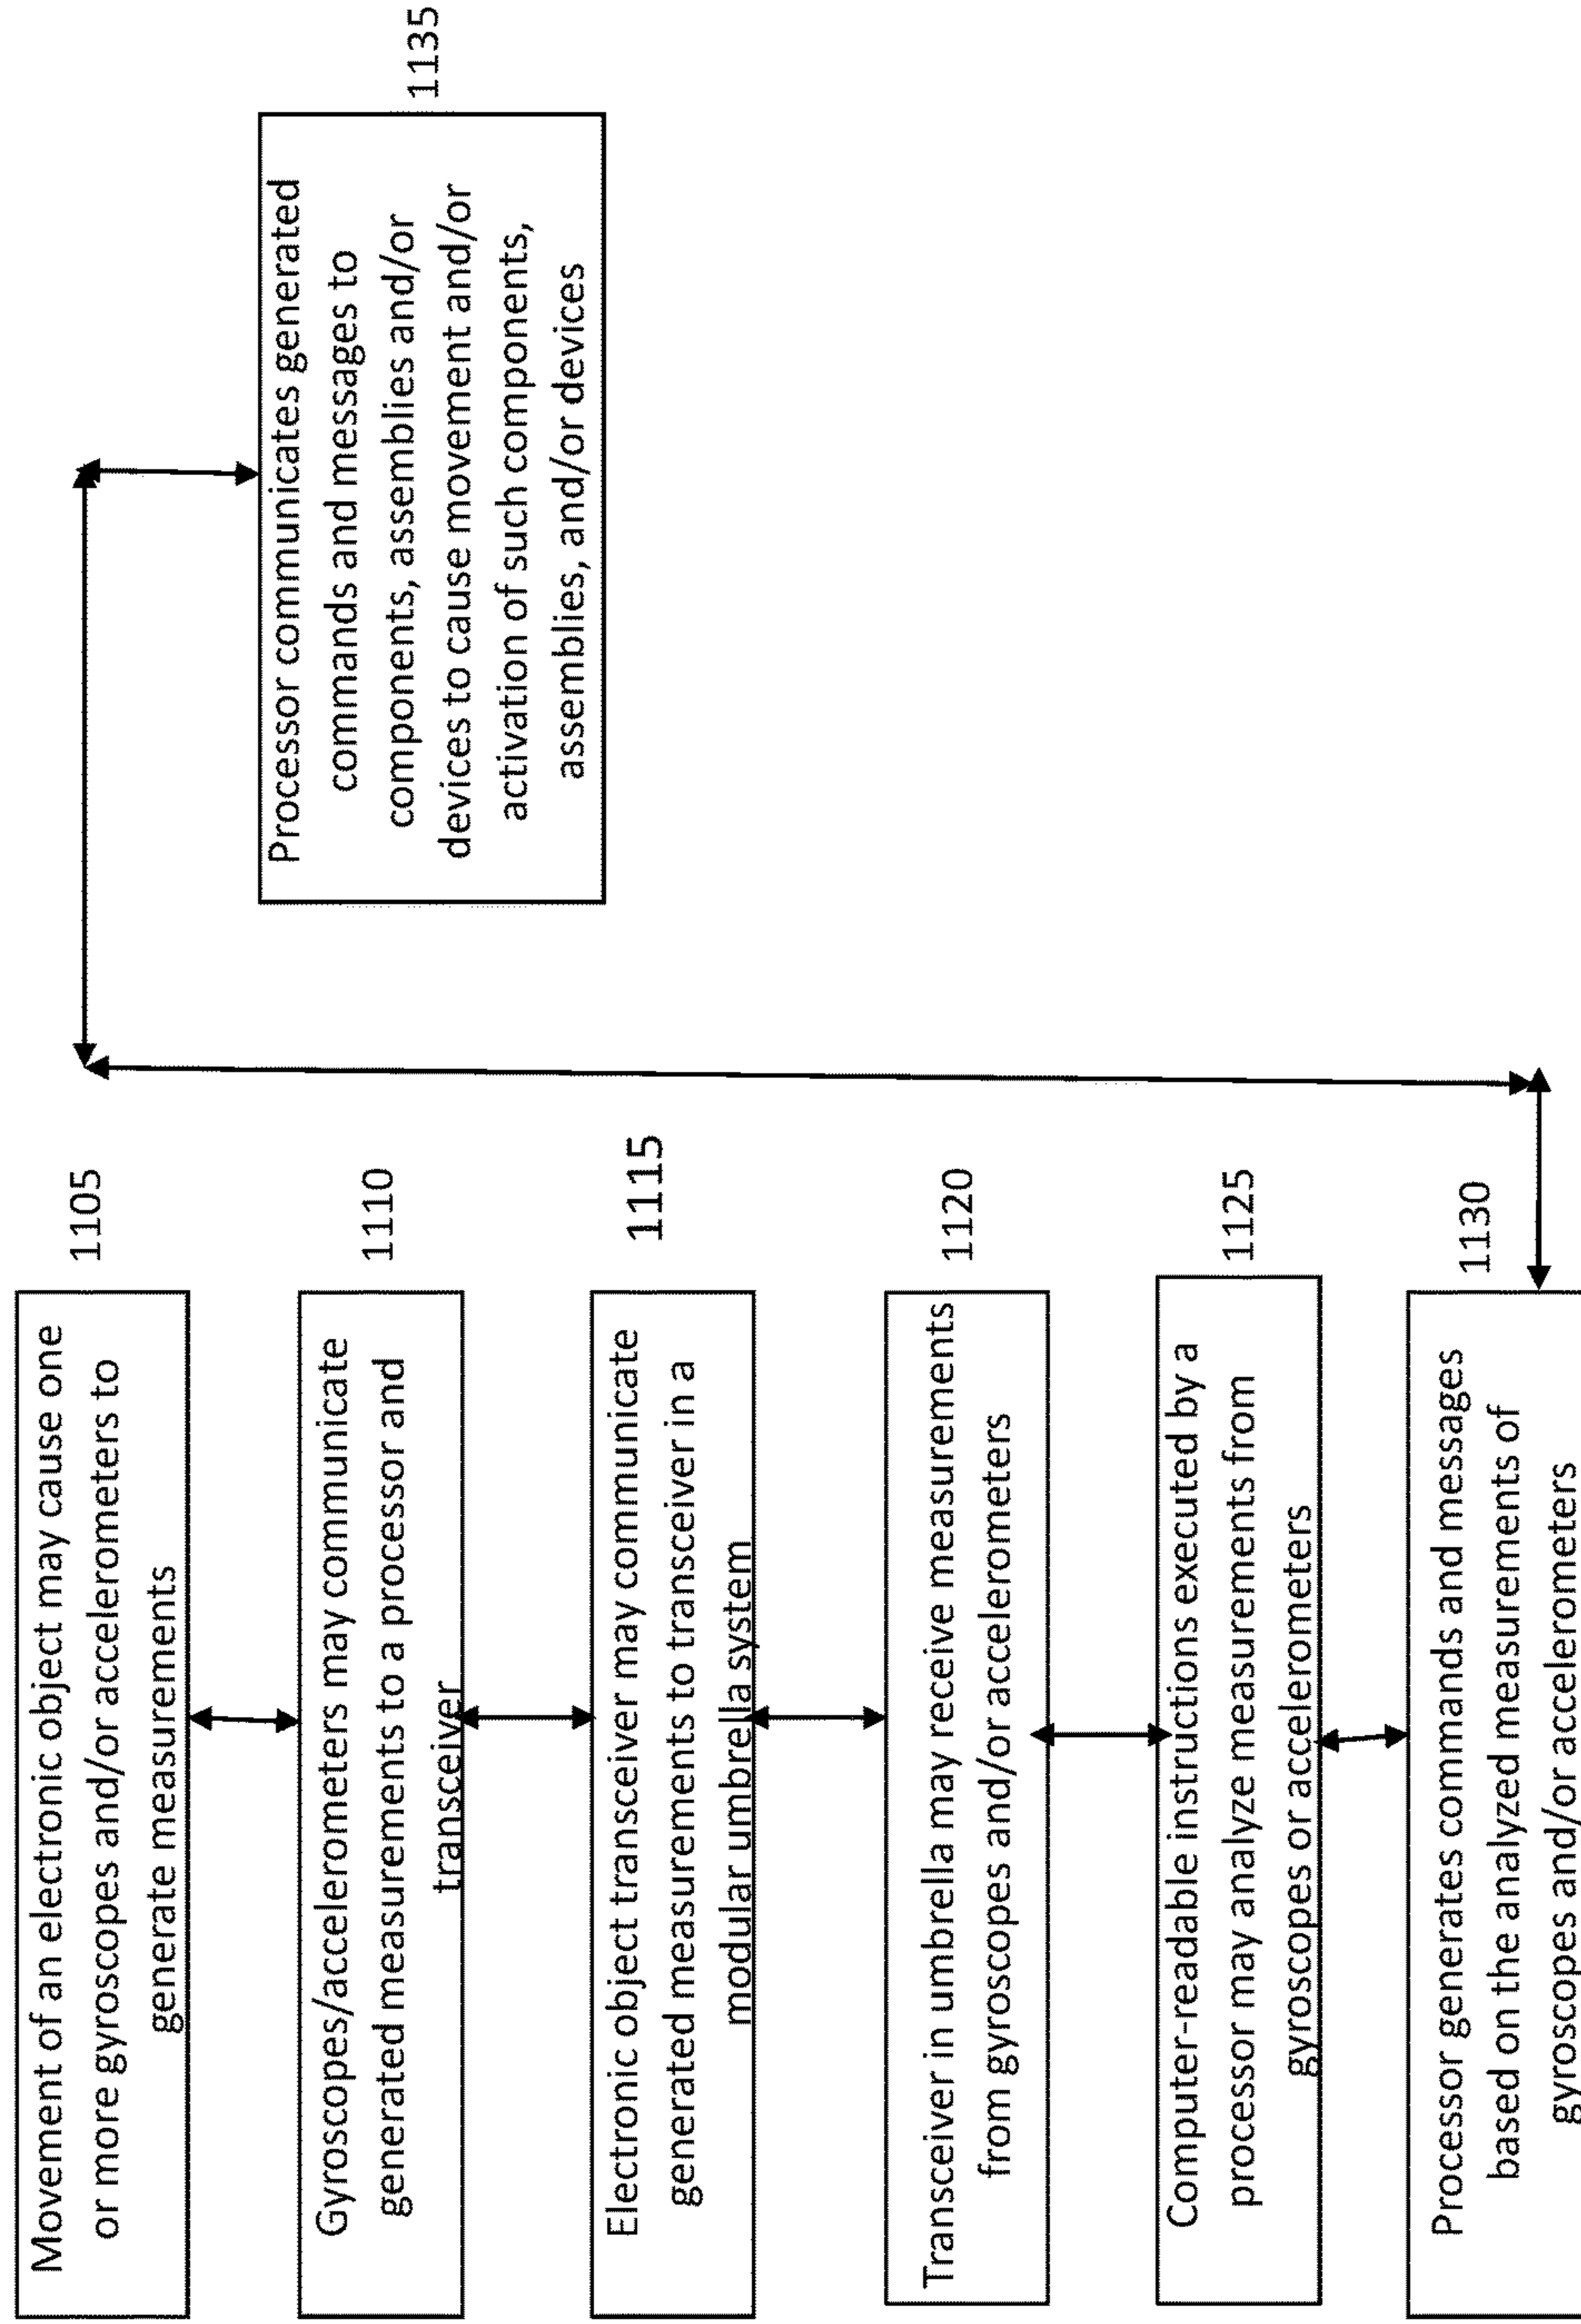 Movement of an electronic object may cause one
or more gyroscopes and/or accelerometers to
generate measurements
1105
Gyroscopes/accelerometers may communicate
generated measurements to a processor and
transceiver
1110
Electronic object transceiver may communicate
generated measurements to transceiver in a
modular umbrella system
1115
Transceiver in umbrella may receive measurements
from gyroscopes and/or accelerometers
1120
Computer-readable instructions executed by a
processor may analyze measurements from
gyroscopes or accelerometers
1125
Processor generates commands and messages
based on the analyzed measurements of
gyroscopes and/or accelerometers
1130
Processor communicates generated
commands and messages to
components, assemblies and/or
devices to cause movement and/or
activation of such components,
assemblies, and/or devices
1135